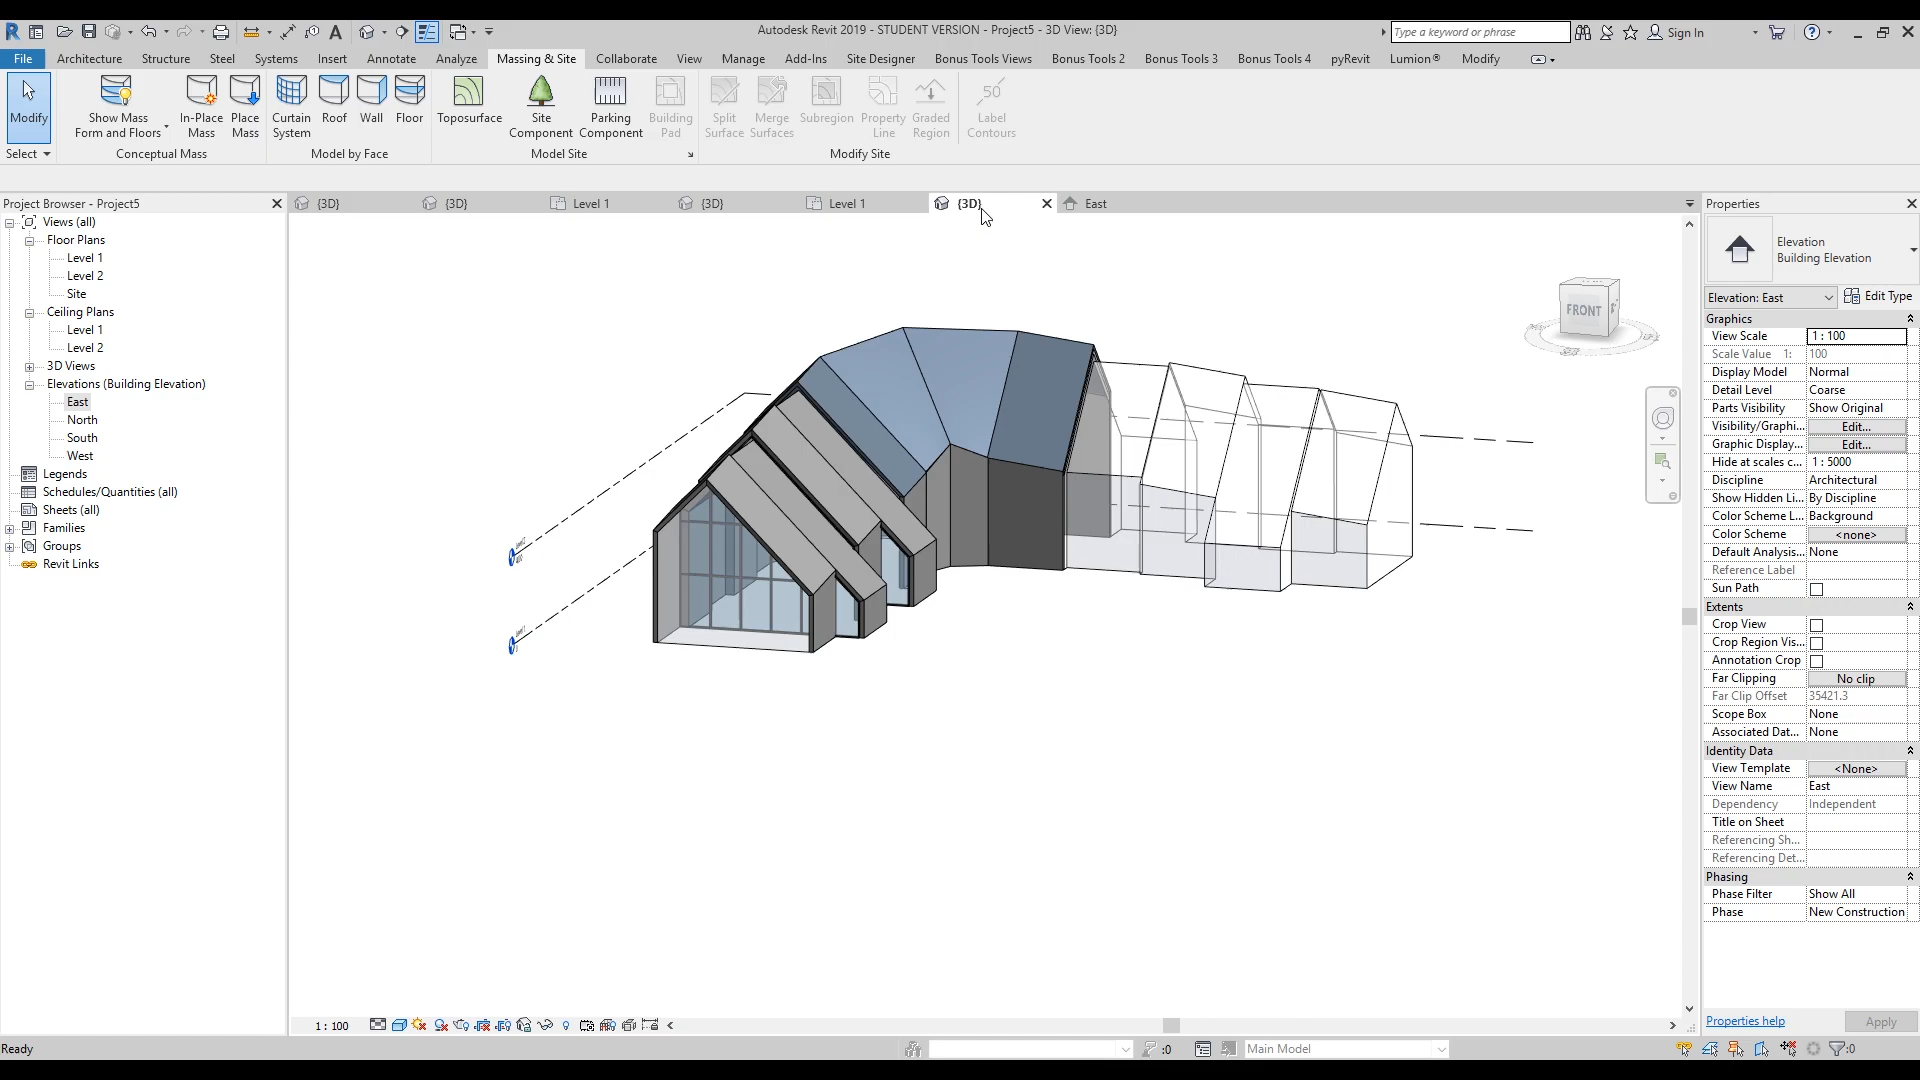 Autodesk Revit 2019 - STUDENT VERSION - Project5 - 3D View: {3D}
Type a keyword or phrase
Sign In
File Architecture Structure Steel Systems Insert Annotate Analyze Massing & Site Collaborate View Manage Add-Ins Site Designer Bonus Tools Views Bonus Tools 2 Bonus Tools 3 Bonus Tools 4 pyRevit Lumion® Modify
Modify
Show Mass
Form and Floors
In-Place
Mass
Place
Mass
Curtain
System
Roof
Wall
Floor
Toposurface
Site
Component
Parking
Component
Building
Pad
Split
Surface
Merge
Surfaces
Subregion
Property
Line
Graded
Region
50
Label
Contours
Select
Conceptual Mass
Model by Face
Model Site
Modify Site
Project Browser - Project5
Views (all)
Floor Plans
Level 1
Level 2
Site
Ceiling Plans
Level 1
Level 2
3D Views
Elevations (Building Elevation)
East
North
South
West
Legends
Schedules/Quantities (all)
Sheets (all)
Families
Groups
Revit Links
{3D}
{3D}
Level 1
{3D}
Level 1
{3D}
East
FRONT
Properties
Elevation
Building Elevation
Elevation: East
Edit Type
Graphics
View Scale 1 : 100
Scale Value 1: 100
Display Model Normal
Detail Level Coarse
Parts Visibility Show Original
Visibility/Graphi... Edit...
Graphic Display... Edit...
Hide at scales c... 1 : 5000
Discipline Architectural
Show Hidden Li... By Discipline
Color Scheme L... Background
Color Scheme <none>
Default Analysis... None
Reference Label
Sun Path
Extents
Crop View
Crop Region Vis...
Annotation Crop
Far Clipping No clip
Far Clip Offset 35421.3
Scope Box None
Associated Dat... None
Identity Data
View Template <None>
View Name East
Dependency Independent
Title on Sheet
Referencing Sh...
Referencing Det...
Phasing
Phase Filter Show All
Phase New Construction
Properties help
Apply
1 : 100
Ready
:0
Main Model
:0